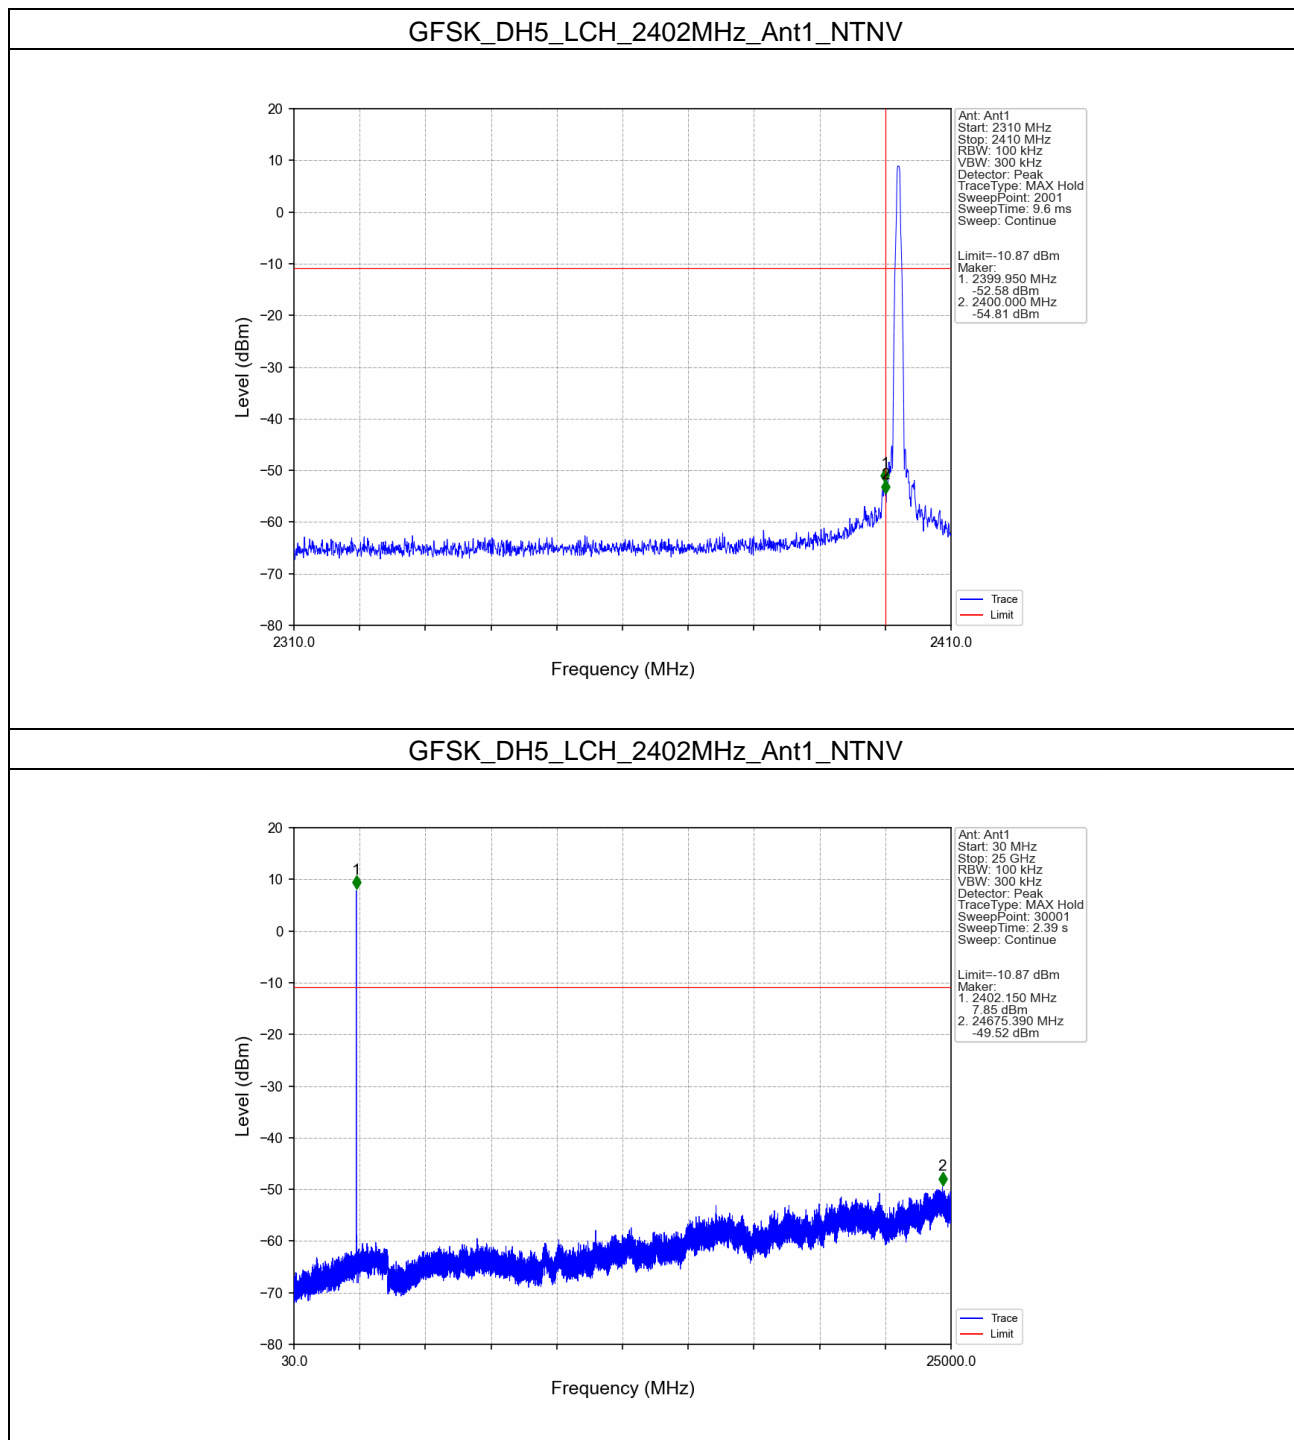 GFSK_DH5_LCH_2402MHz_Ant1_NTNV
20
10
0
−10
−20
−30
−40
−50
−60
−70
−80
Level (dBm)
1
2
2310.0
2410.0
Frequency (MHz)
Ant: Ant1
Start: 2310 MHz
Stop: 2410 MHz
RBW: 100 kHz
VBW: 300 kHz
Detector: Peak
TraceType: MAX Hold
SweepPoint: 2001
SweepTime: 9.6 ms
Sweep: Continue
Limit=-10.87 dBm
Maker:
1. 2399.950 MHz
-52.58 dBm
2. 2400.000 MHz
-54.81 dBm
Trace
Limit
GFSK_DH5_LCH_2402MHz_Ant1_NTNV
20
10
0
−10
−20
−30
−40
−50
−60
−70
−80
Level (dBm)
1
2
30.0
25000.0
Frequency (MHz)
Ant: Ant1
Start: 30 MHz
Stop: 25 GHz
RBW: 100 kHz
VBW: 300 kHz
Detector: Peak
TraceType: MAX Hold
SweepPoint: 30001
SweepTime: 2.39 s
Sweep: Continue
Limit=-10.87 dBm
Maker:
1. 2402.150 MHz
7.85 dBm
2. 24675.390 MHz
-49.52 dBm
Trace
Limit